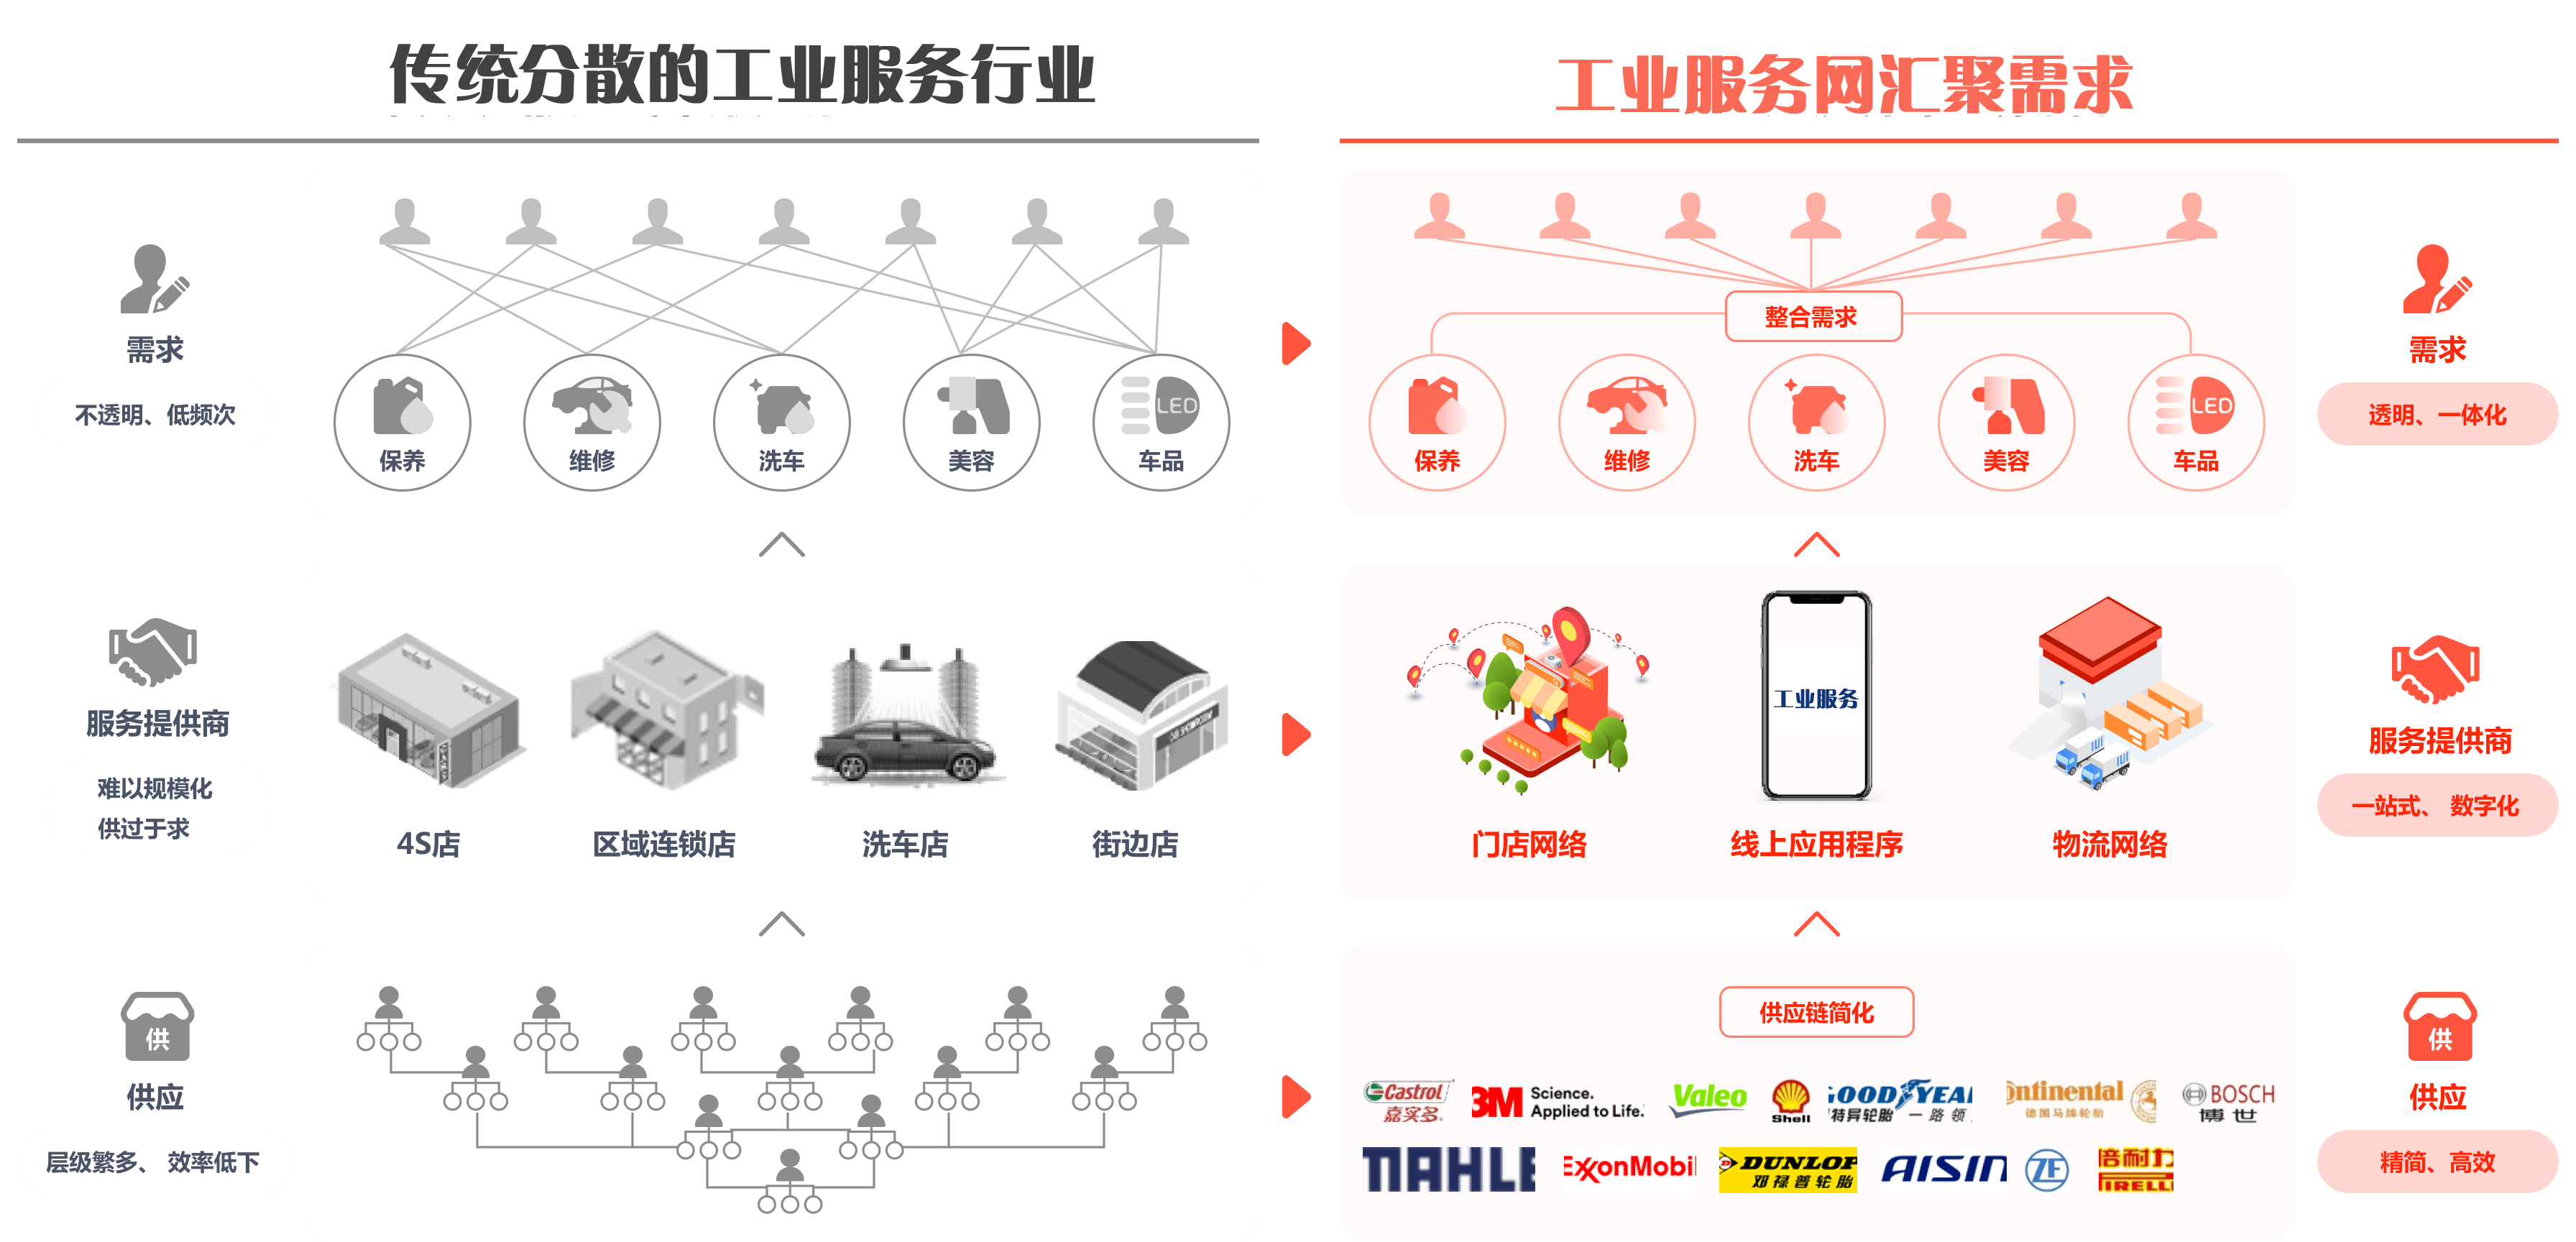 传统分散的工业服务行业
工业服务网汇聚需求
需求
不透明、低频次
保养
维修
洗车
美容
LED
车品
整合需求
保养
维修
洗车
美容
LED
车品
需求
透明、一体化
服务提供商
难以规模化
供过于求
4S店
区域连锁店
洗车店
街边店
工业服务
门店网络
线上应用程序
物流网络
服务提供商
一站式、 数字化
供
供应
层级繁多、 效率低下
供应链简化
Castrol
嘉实多
3M Science.
Applied to Life.
Valeo
Shell
GOODYEAR
特异轮胎 一路领
ontinental
德国马牌轮胎
BOSCH
博世
MAHLE
ExxonMobil
DUNLOP
邓禄普轮胎
AISIN
ZF
倍耐力
PIRELLI
供
供应
精简、高效